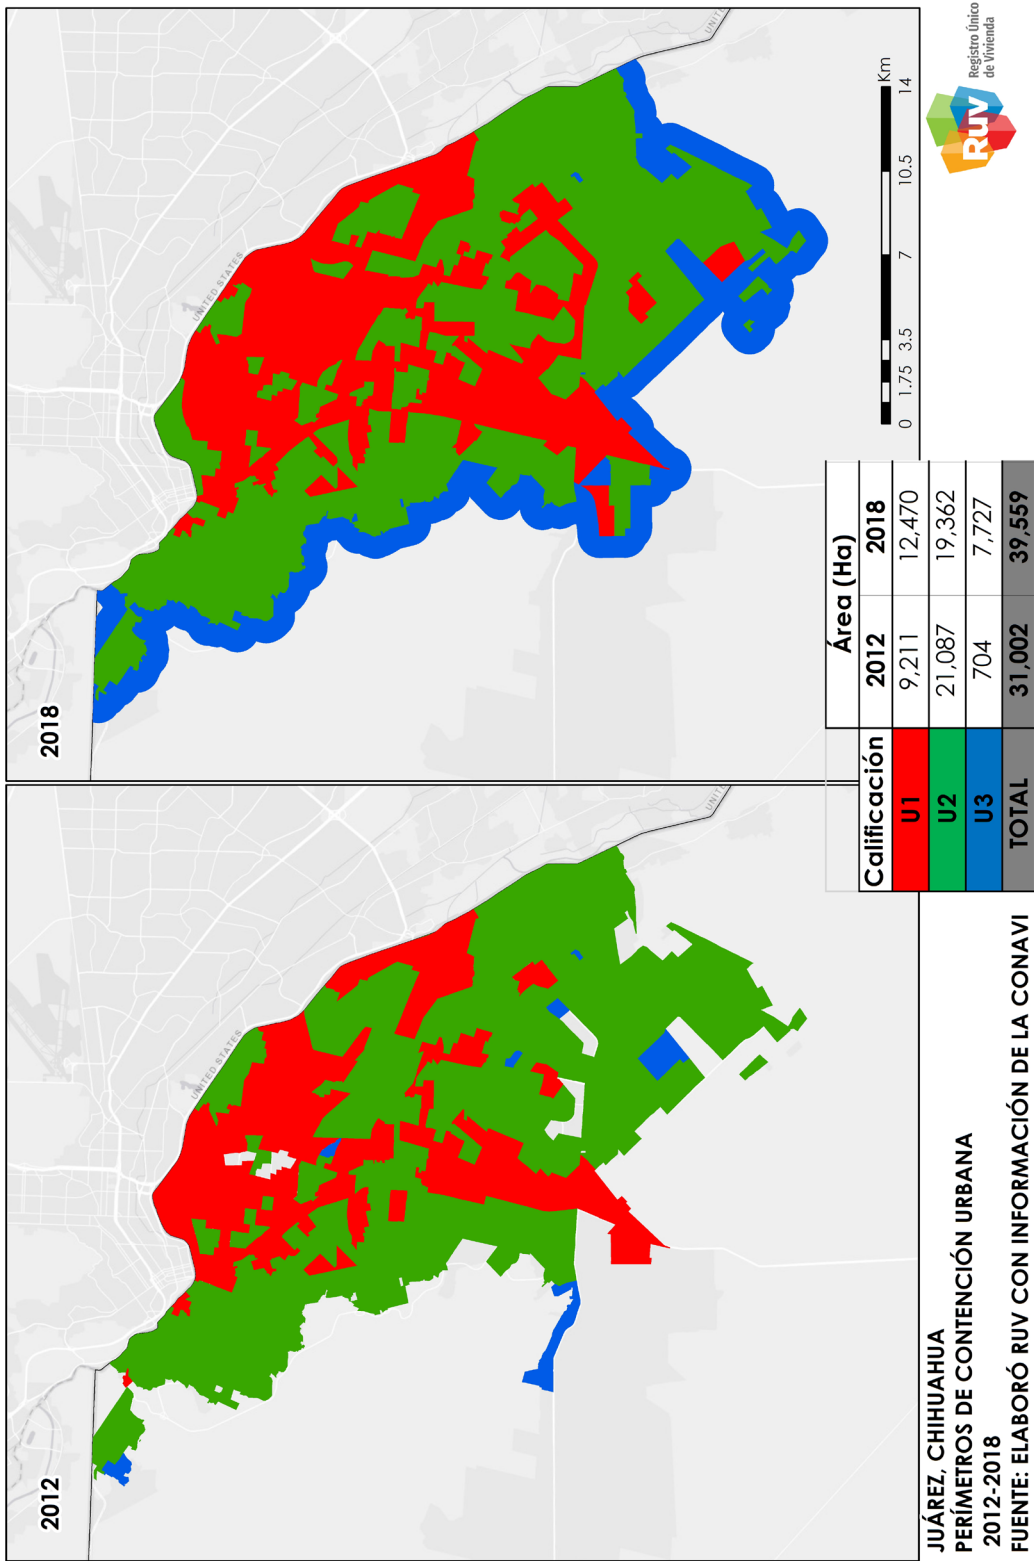 2012
UNITED STATES
UNITE
2018
UNITED STATES
UNITE
Km
0 1.75 3.5 7 10.5 14
JUÁREZ, CHIHUAHUA
PERÍMETROS DE CONTENCIÓN URBANA
2012-2018
FUENTE: ELABORÓ RUV CON INFORMACIÓN DE LA CONAVI
Área (Ha)
Calificación 2012 2018
U1 9,211 12,470
U2 21,087 19,362
U3 704 7,727
TOTAL 31,002 39,559
Ruv
Registro Único
de Vivienda